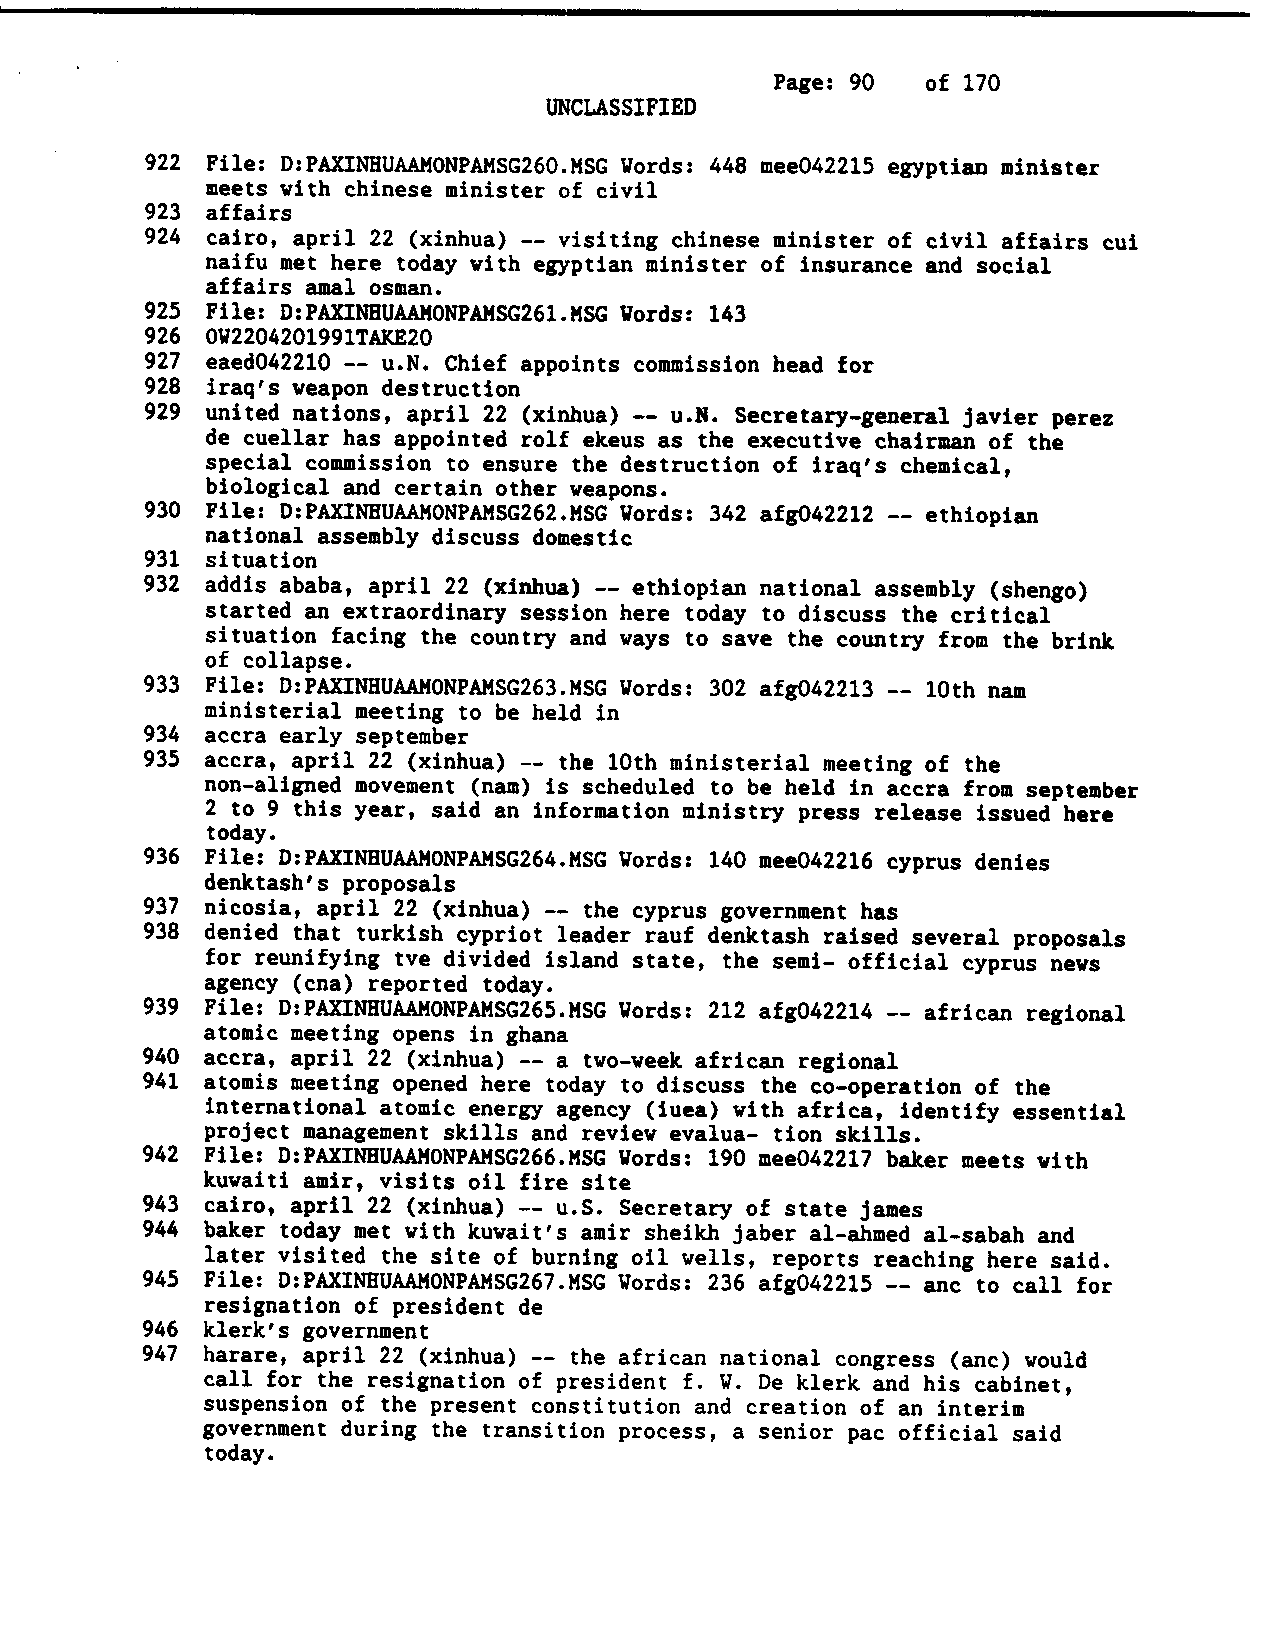 Page: 90 of 170
UNCLASSIFIED
922 File: D:PAXINHUAAMONPAMSG260.MSG Words: 448 mee042215 egyptian minister
meets with chinese minister of civil
923 affairs
924 cairo, april 22 (xinhua) -- visiting chinese minister of civil affairs cui
naifu met here today with egyptian minister of insurance and social
affairs amal osman.
925 File: D:PAXINHUAAMONPAMSG261.MSG Words: 143
926 OW2204201991TAKE20
927 eaed042210 -- u.N. Chief appoints commission head for
928 iraq's weapon destruction
929 united nations, april 22 (xinhua) -- u.N. Secretary-general javier perez
de cuellar has appointed rolf ekeus as the executive chairman of the
special commission to ensure the destruction of iraq's chemical,
biological and certain other weapons.
930 File: D:PAXINHUAAMONPAMSG262.MSG Words: 342 afg042212 -- ethiopian
national assembly discuss domestic
931 situation
932 addis ababa, april 22 (xinhua) -- ethiopian national assembly (shengo)
started an extraordinary session here today to discuss the critical
situation facing the country and ways to save the country from the brink
of collapse.
933 File: D:PAXINHUAAMONPAMSG263.MSG Words: 302 afg042213 -- 10th nam
ministerial meeting to be held in
934 accra early september
935 accra, april 22 (xinhua) -- the 10th ministerial meeting of the
non-aligned movement (nam) is scheduled to be held in accra from september
2 to 9 this year, said an information ministry press release issued here
today.
936 File: D:PAXINHUAAMONPAMSG264.MSG Words: 140 mee042216 cyprus denies
denktash's proposals
937 nicosia, april 22 (xinhua) -- the cyprus government has
938 denied that turkish cypriot leader rauf denktash raised several proposals
for reunifying tve divided island state, the semi- official cyprus news
agency (cna) reported today.
939 File: D:PAXINHUAAMONPAMSG265.MSG Words: 212 afg042214 -- african regional
atomic meeting opens in ghana
940 accra, april 22 (xinhua) -- a two-week african regional
941 atomis meeting opened here today to discuss the co-operation of the
international atomic energy agency (iuea) with africa, identify essential
project management skills and review evalua- tion skills.
942 File: D:PAXINHUAAMONPAMSG266.MSG Words: 190 mee042217 baker meets with
kuwaiti amir, visits oil fire site
943 cairo, april 22 (xinhua) -- u.S. Secretary of state james
944 baker today met with kuwait's amir sheikh jaber al-ahmed al-sabah and
later visited the site of burning oil wells, reports reaching here said.
945 File: D:PAXINHUAAMONPAMSG267.MSG Words: 236 afg042215 -- anc to call for
resignation of president de
946 klerk's government
947 harare, april 22 (xinhua) -- the african national congress (anc) would
call for the resignation of president f. W. De klerk and his cabinet,
suspension of the present constitution and creation of an interim
government during the transition process, a senior pac official said
today.